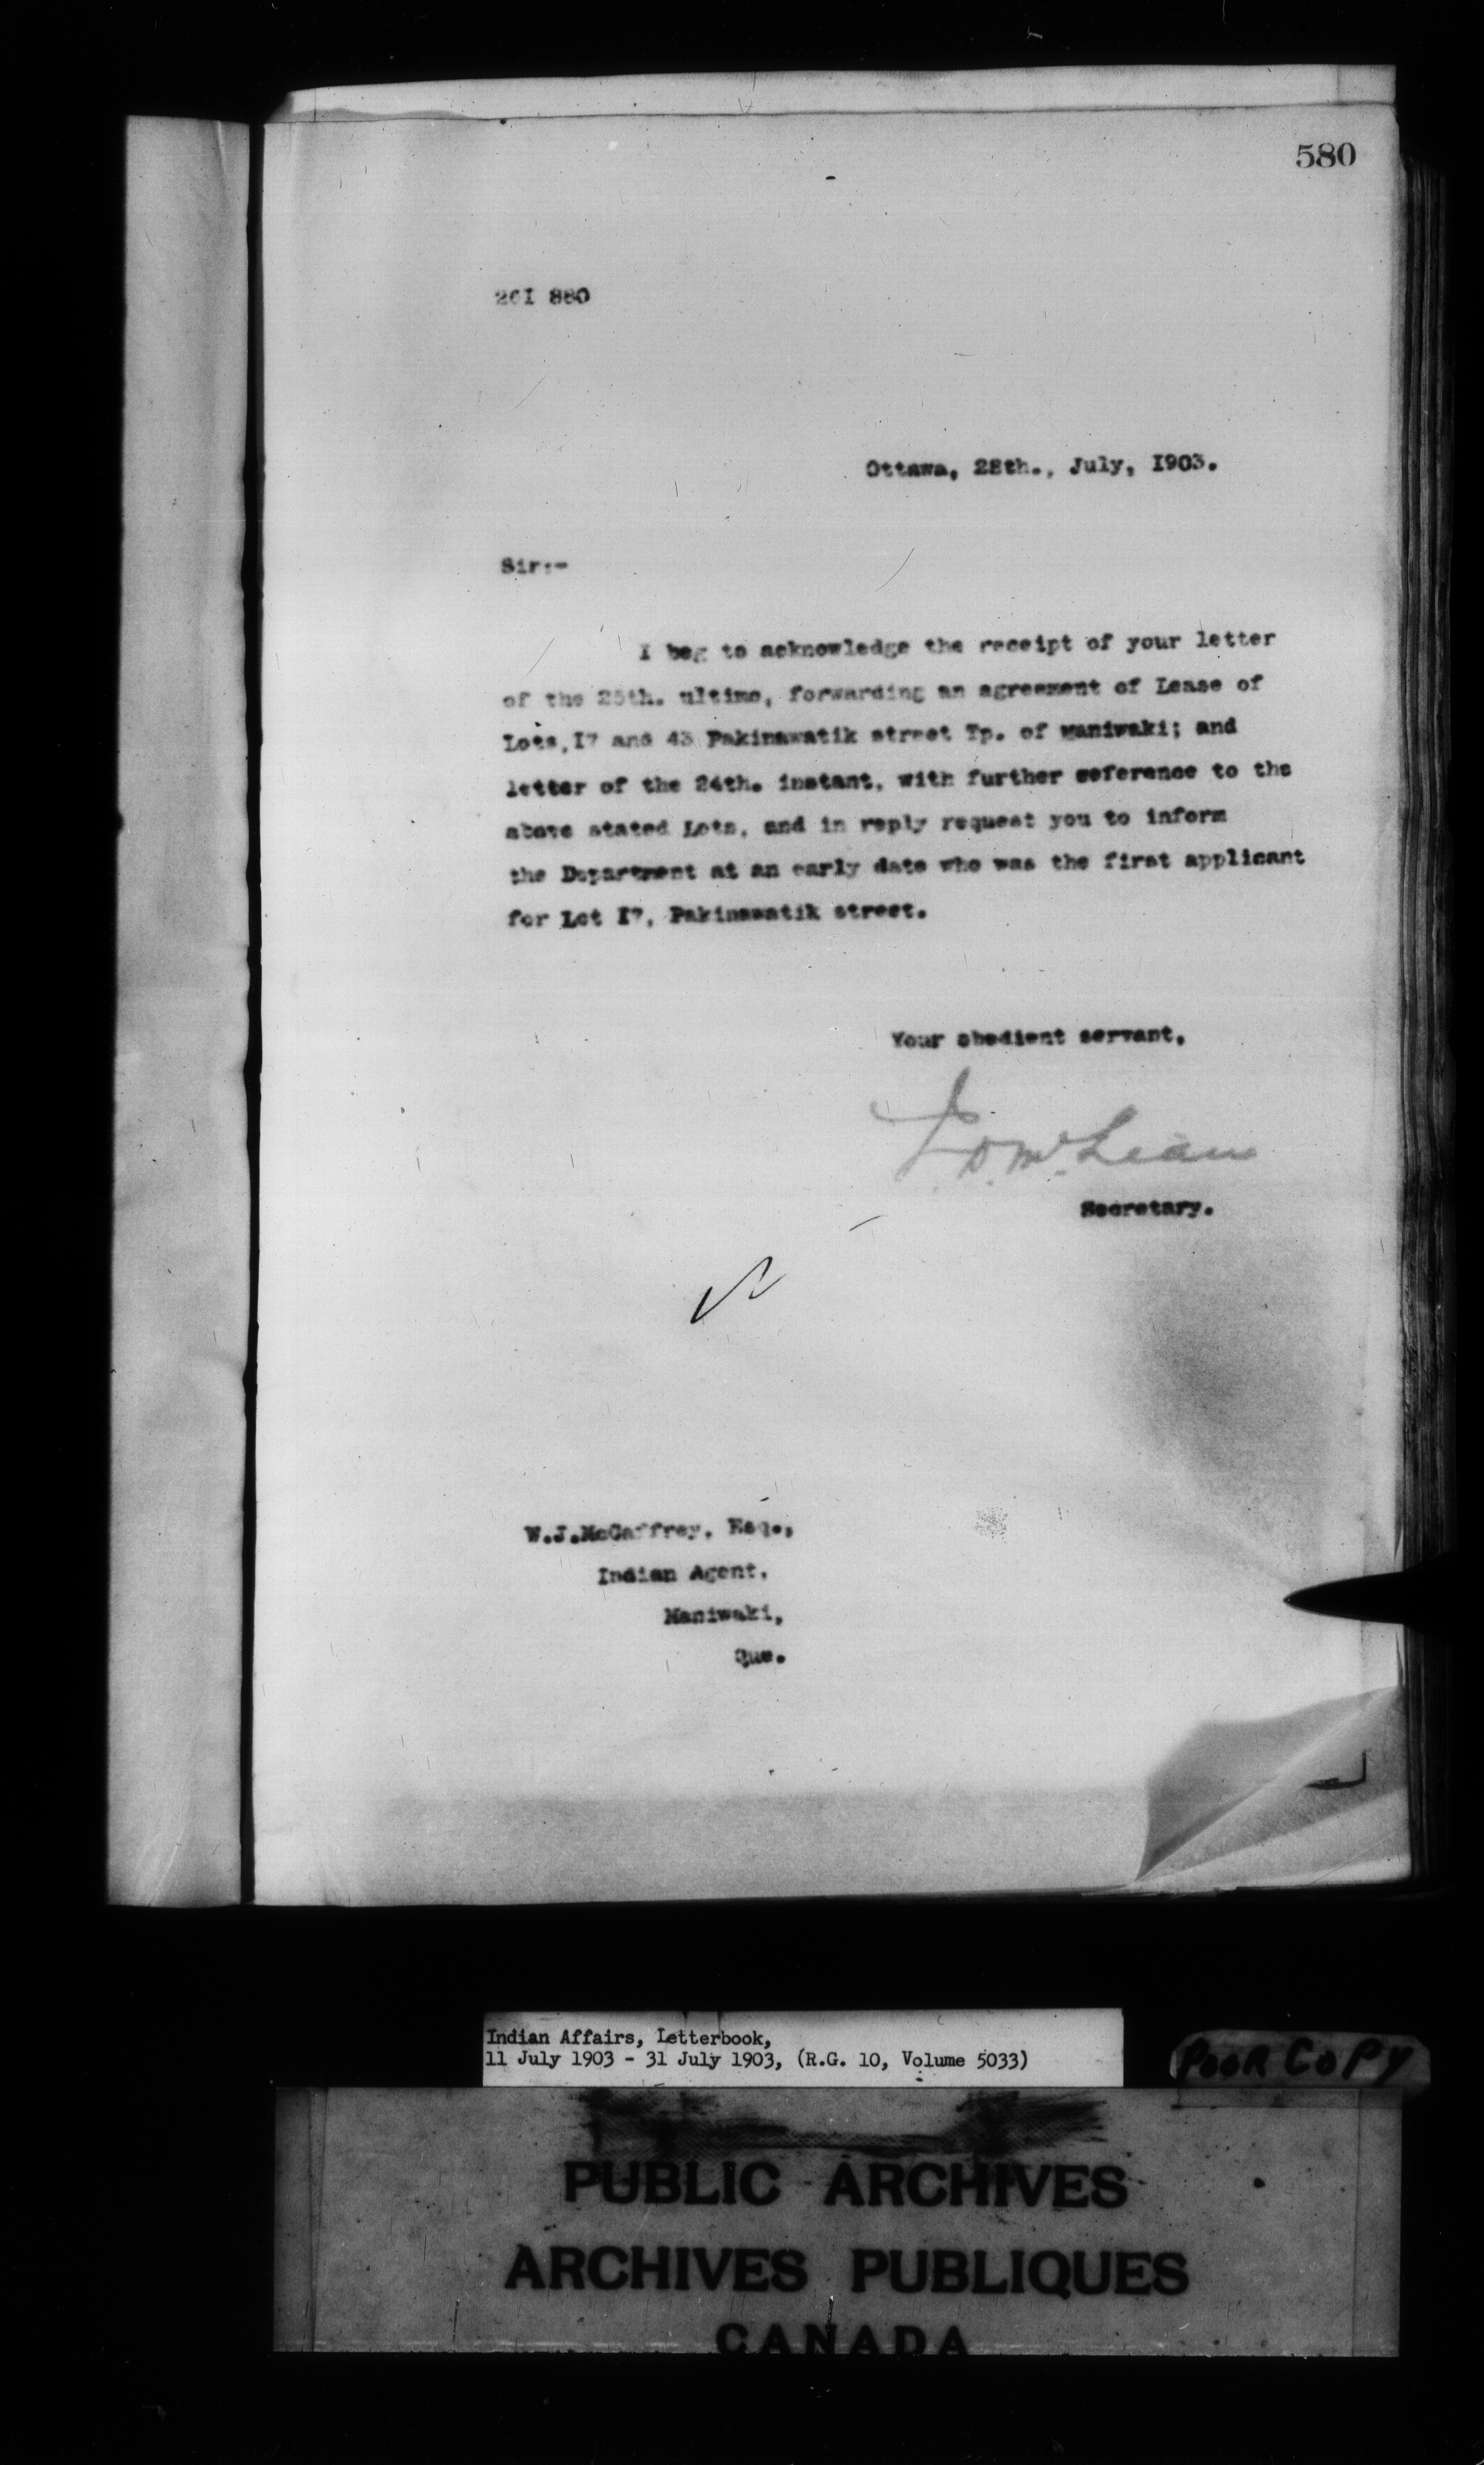 580
261 880
Ottawa, 28th., July, I903.
Sir:-
I beg to acknowledge the receipt of your letter
of the 25th. ultimo, forwarding an agreement of Lease of
Lots, I7 and 43 Pakinawatik street Tp. of Maniwaki; and
letter of the 24th. instant, with further reference to the
above stated Lots, and in reply request you to inform
the Department at an early date who was the first applicant
for Lot I7, Pakinawatik street.
Your obedient servant,
J. D. McLean
Secretary.
W.J.McCaffrey, Esq.,
Indian Agent,
Maniwaki,
Que.
Indian Affairs, Letterbook,
11 July 1903 - 31 July 1903, (R.G. 10, Volume 5033)
POOR COPY
PUBLIC ARCHIVES
ARCHIVES PUBLIQUES
CANADA